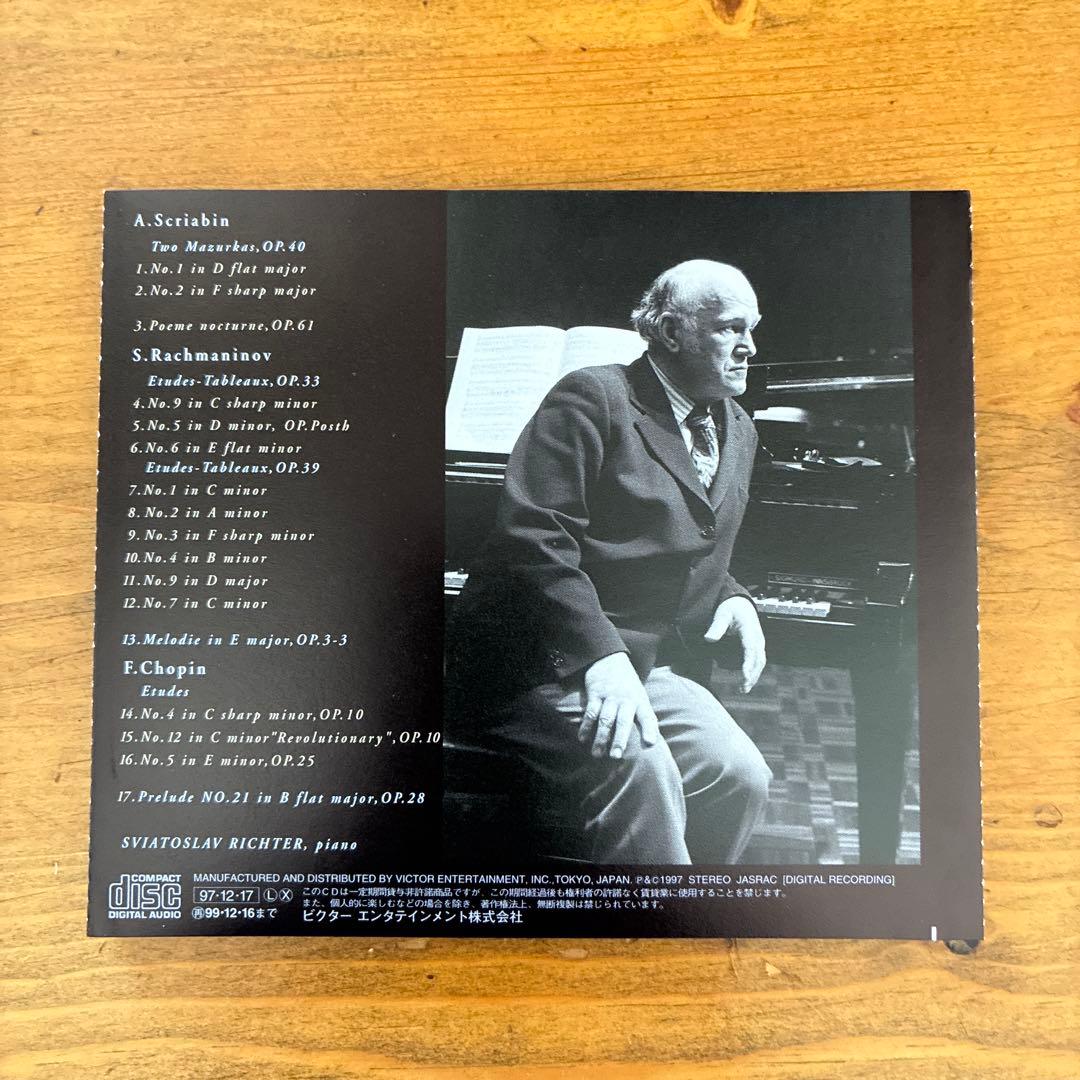 A.Scriabin
Two Mazurkas,OP.40
1.No.1 in D flat major
2.No.2 in F sharp major
3.Poeme nocturne,OP.61
S.Rachmaninov
Etudes-Tableaux,OP.33
4.No.9 in C sharp minor
5.No.5 in D minor, OP.Posth
6.No.6 in E flat minor
Etudes-Tableaux,OP.39
7.No.1 in C minor
8.No.2 in A minor
9.No.3 in F sharp minor
10.No.4 in B minor
11.No.9 in D major
12.No.7 in C minor
13.Melodie in E major,OP.3-3
F.Chopin
Etudes
14.No.4 in C sharp minor,OP.10
15.No.12 in C minor"Revolutionary",OP.10
16.No.5 in E minor,OP.25
17.Prelude NO.21 in B flat major,OP.28
SVIATOSLAV RICHTER, piano
COMPACT
disc
DIGITAL AUDIO
MANUFACTURED AND DISTRIBUTED BY VICTOR ENTERTAINMENT, INC.,TOKYO, JAPAN. ℗&©1997 STEREO JASRAC [DIGITAL RECORDING]
97・12・17 Ⓛ Ⓧ
㊢99・12・16まで
このCDは一定期間貸与非許諾商品ですが、この期間経過後も権利者の許諾なく賃貸業に使用することを禁じます。
また、個人的に楽しむなどの場合を除き、著作権法上、無断複製は禁じられています。
ビクター エンタテインメント株式会社